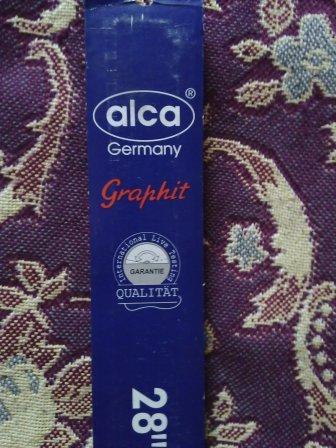 alca®
Germany
Graphit
International Live Testing
GARANTIE
QUALITÄT
28"